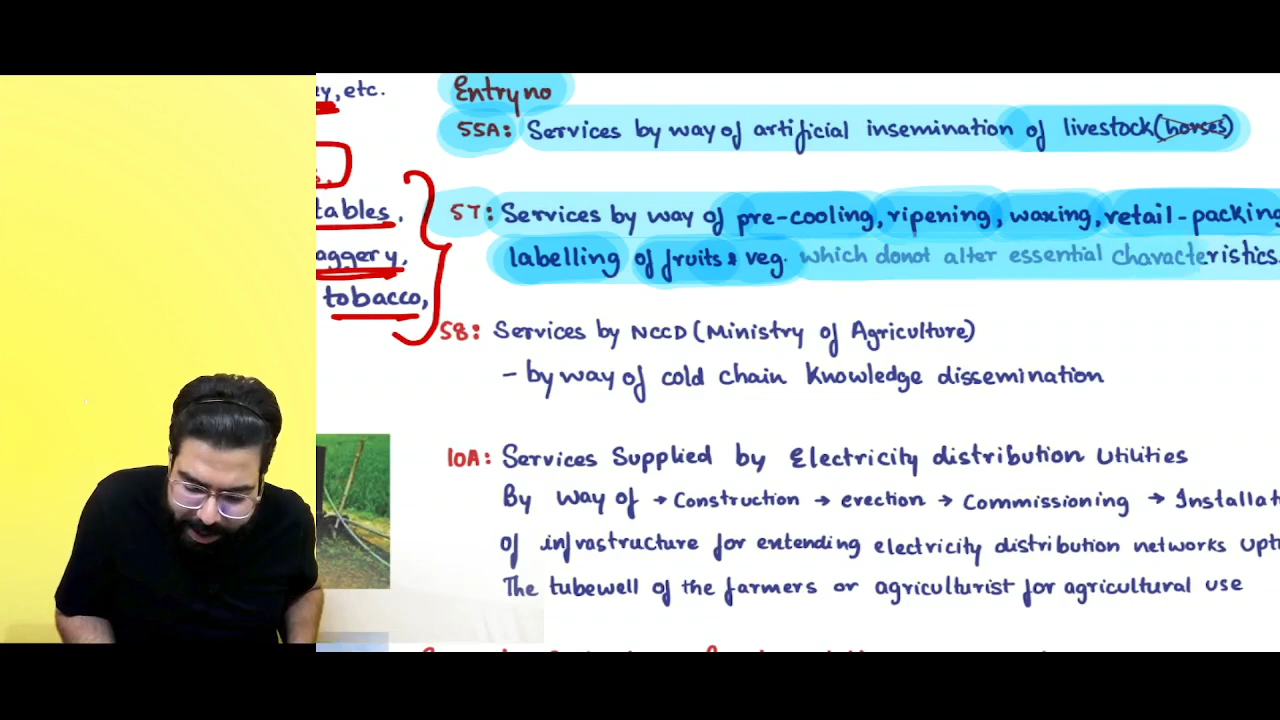 ey, etc.
s,
tables,
aggery,
tobacco,
Entry no
55A: Services by way of artificial insemination of livestock (horses)
57: Services by way of pre-cooling, ripening, waxing, retail-packing
labelling of fruits & veg. which donot alter essential characteristics.
58: Services by NCCD (Ministry of Agriculture)
- by way of cold chain Knowledge dissemination
10A: Services Supplied by Electricity distribution Utilities
By way of → Construction → erection → Commissioning → Installat
of infrastructure for extending electricity distribution networks upt
The tubewell of the farmers or agriculturist for agricultural use